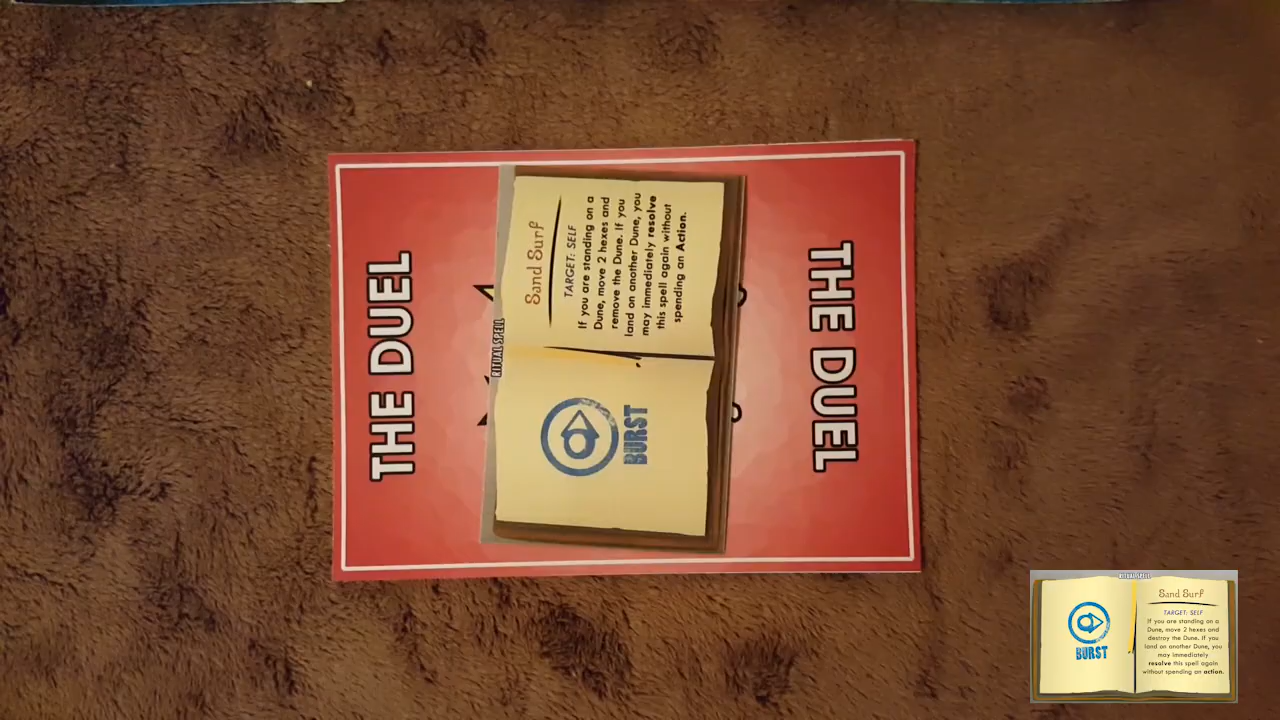 THE DUEL
RITUAL SPELL
BURST
Sand Surf
TARGET: SELF
If you are standing on a
Dune, move 2 hexes and
remove the Dune. If you
land on another Dune, you
may immediately resolve
this spell again without
spending an Action.
THE DUEL
RITUAL SPELL
BURST
Sand Surf
TARGET: SELF
If you are standing on a
Dune, move 2 hexes and
destroy the Dune. If you
land on another Dune, you
may immediately
resolve this spell again
without spending an action.